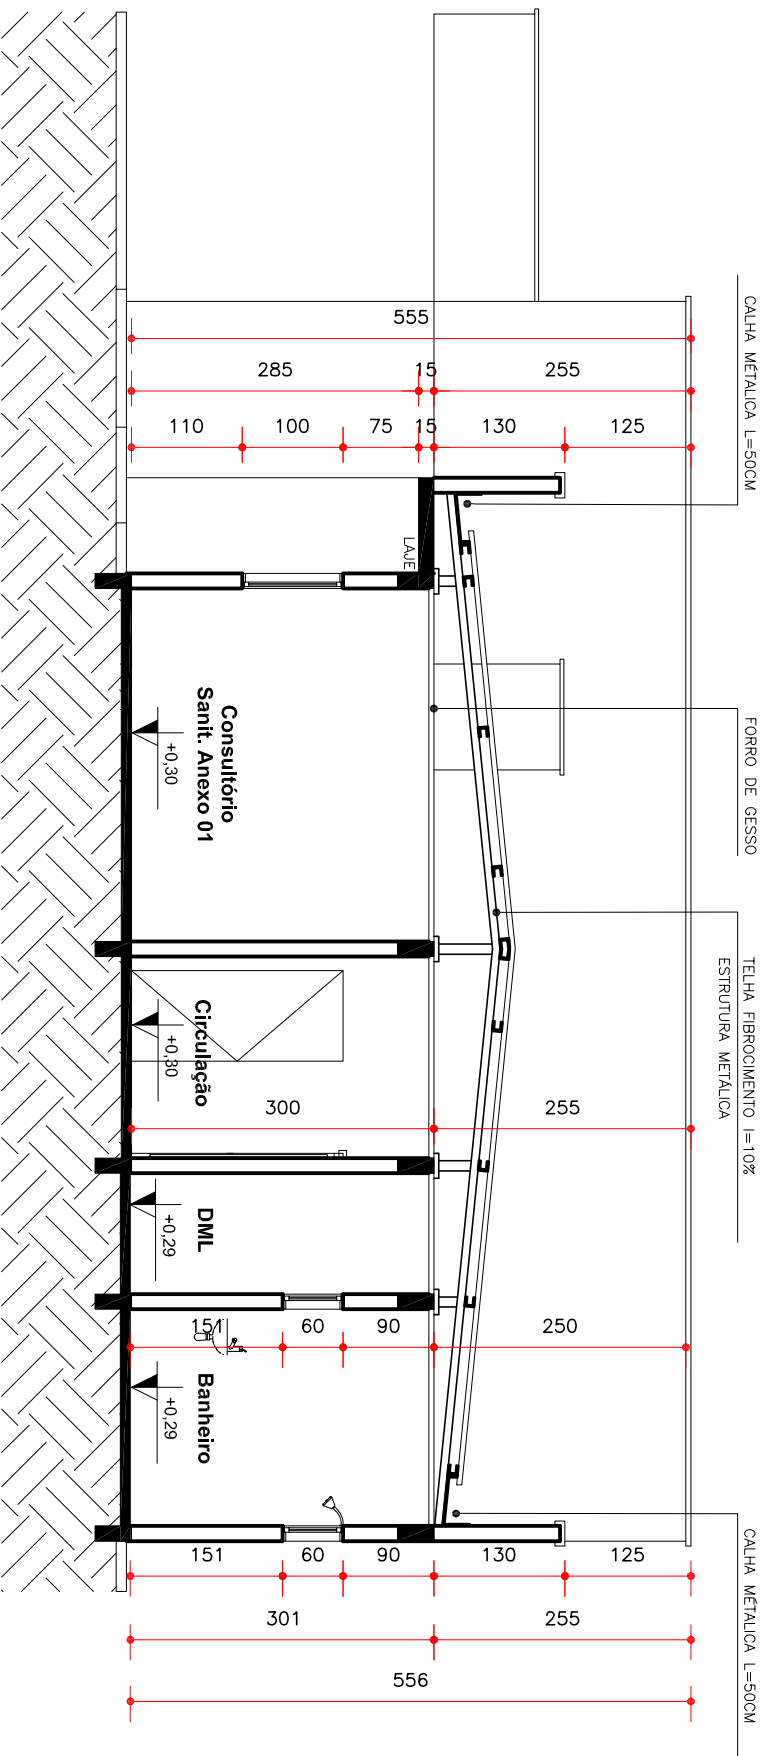 CALHA MÉTALICA L=50CM
FORRO DE GESSO
TELHA FIBROCIMENTO I=10%
ESTRUTURA METÁLICA
CALHA MÉTALICA L=50CM
555
285
15
255
110
100
75
15
130
125
LAJE
Consultório
Sanit. Anexo 01
+0,30
Circulação
+0,30
300
255
DML
+0,29
151
60
90
250
Banheiro
+0,29
151
60
90
130
125
301
255
556